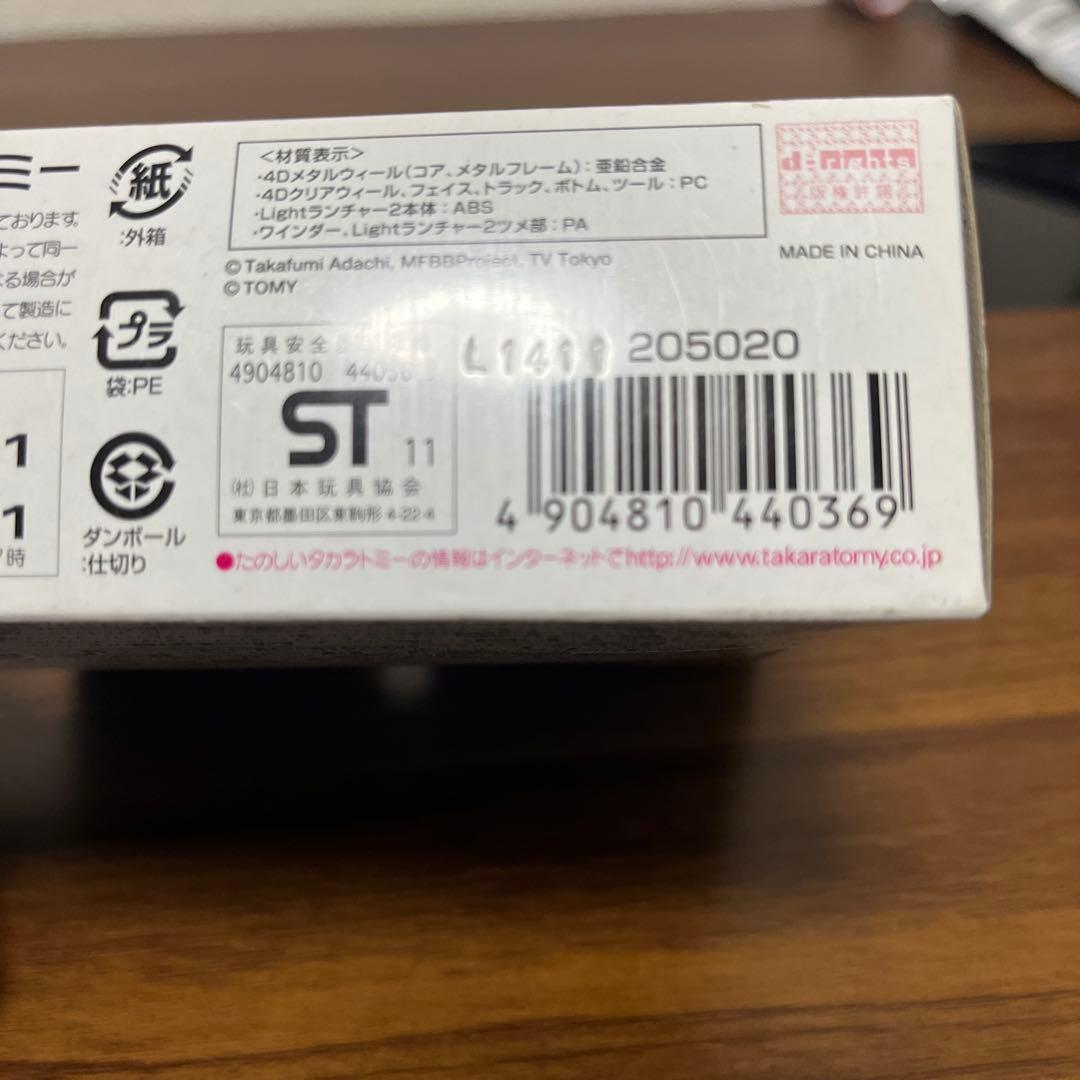 ミー
ております。
よって同一
なる場合が
て製造に
ください。
1
1
時
紙
:外箱
プラ
袋:PE
ダンボール
:仕切り
<材質表示>
・4Dメタルウィール(コア、メタルフレーム):亜鉛合金
・4Dクリアウィール、フェイス、トラック、ボトム、ツール:PC
・Lightランチャー2本体:ABS
・ワインダー、Lightランチャー2ツメ部:PA
d-rights
版権許諾
MADE IN CHINA
©Takafumi Adachi, MFBBProject, TV Tokyo
©TOMY
玩具安全
4904810
ST 11
(社)日本玩具協会
東京都墨田区東駒形4-22-4
L1419 205020
4 904810 440369
●たのしいタカラトミーの情報はインターネットでhttp://www.takaratomy.co.jp